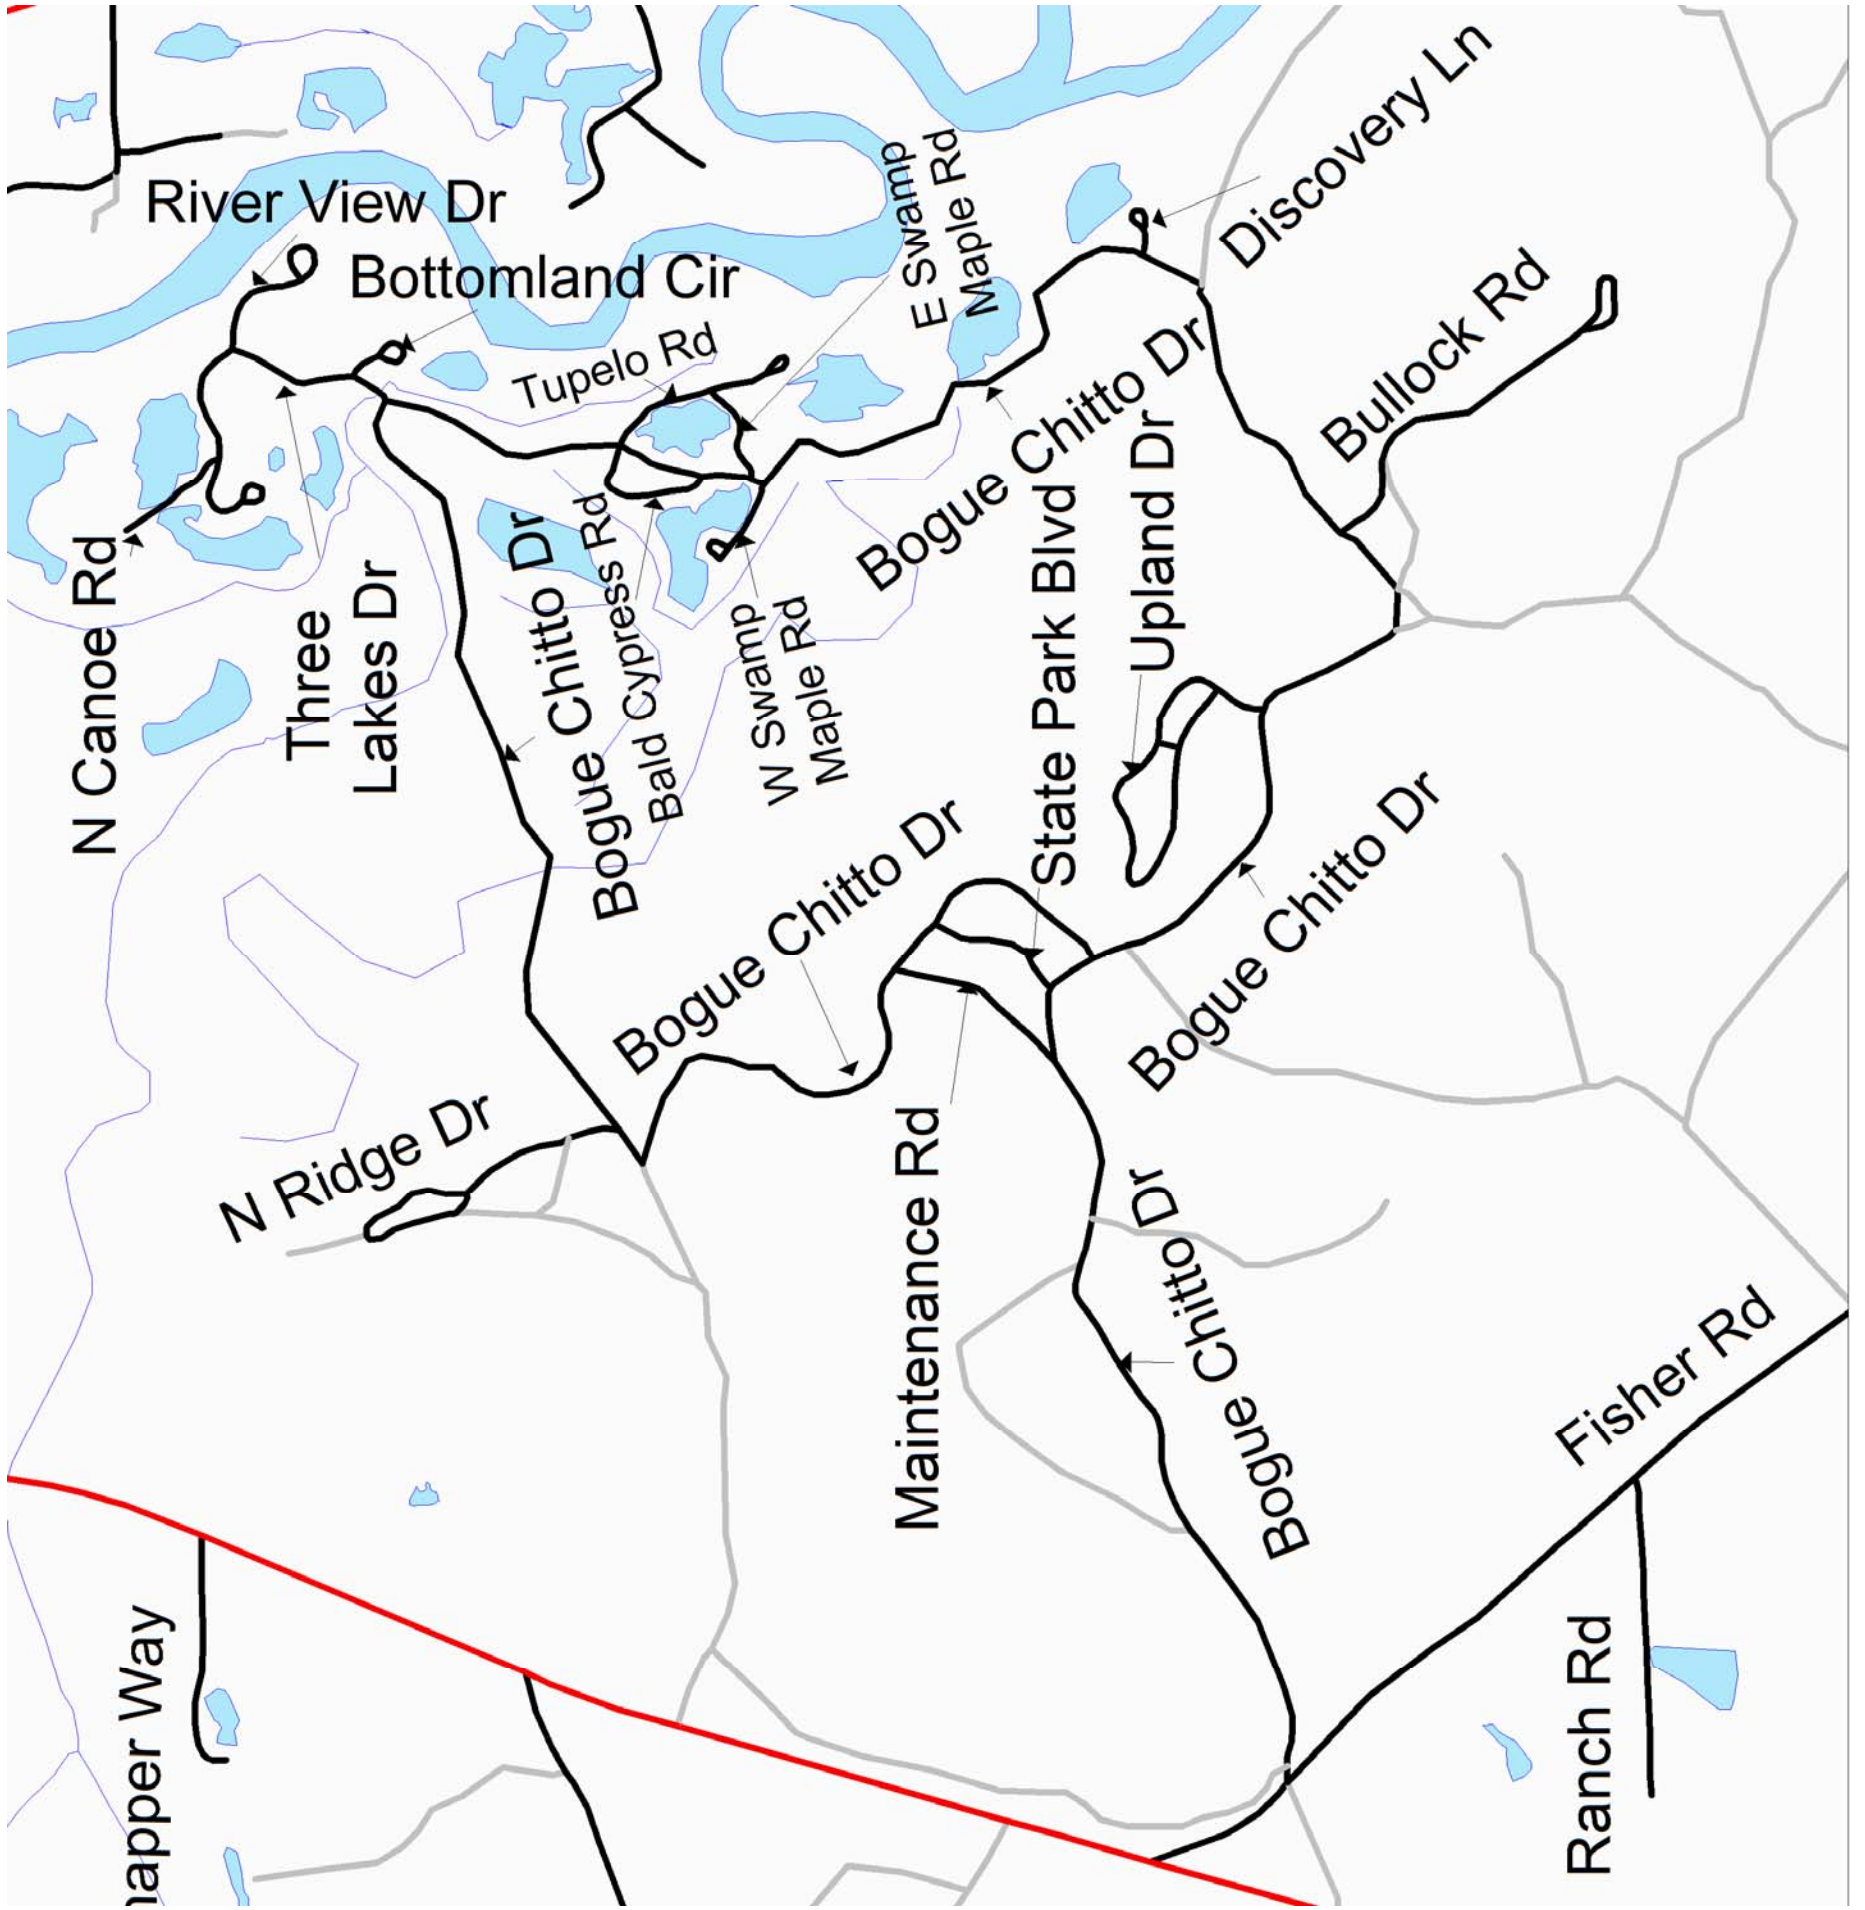 Discovery Ln
E Swamp
Maple Rd
River View Dr
Bottomland Cir
Tupelo Rd
Bullock Rd
Bogue Chitto Dr
State Park Blvd
Upland Dr
N Canoe Rd
Three
Lakes Dr
Bogue Chitto Dr
Bald Cypress Rd
W Swamp
Maple Rd
Bogue Chitto Dr
Bogue Chitto Dr
N Ridge Dr
Maintenance Rd
Bogue Chitto Dr
Fisher Rd
napper Way
Ranch Rd